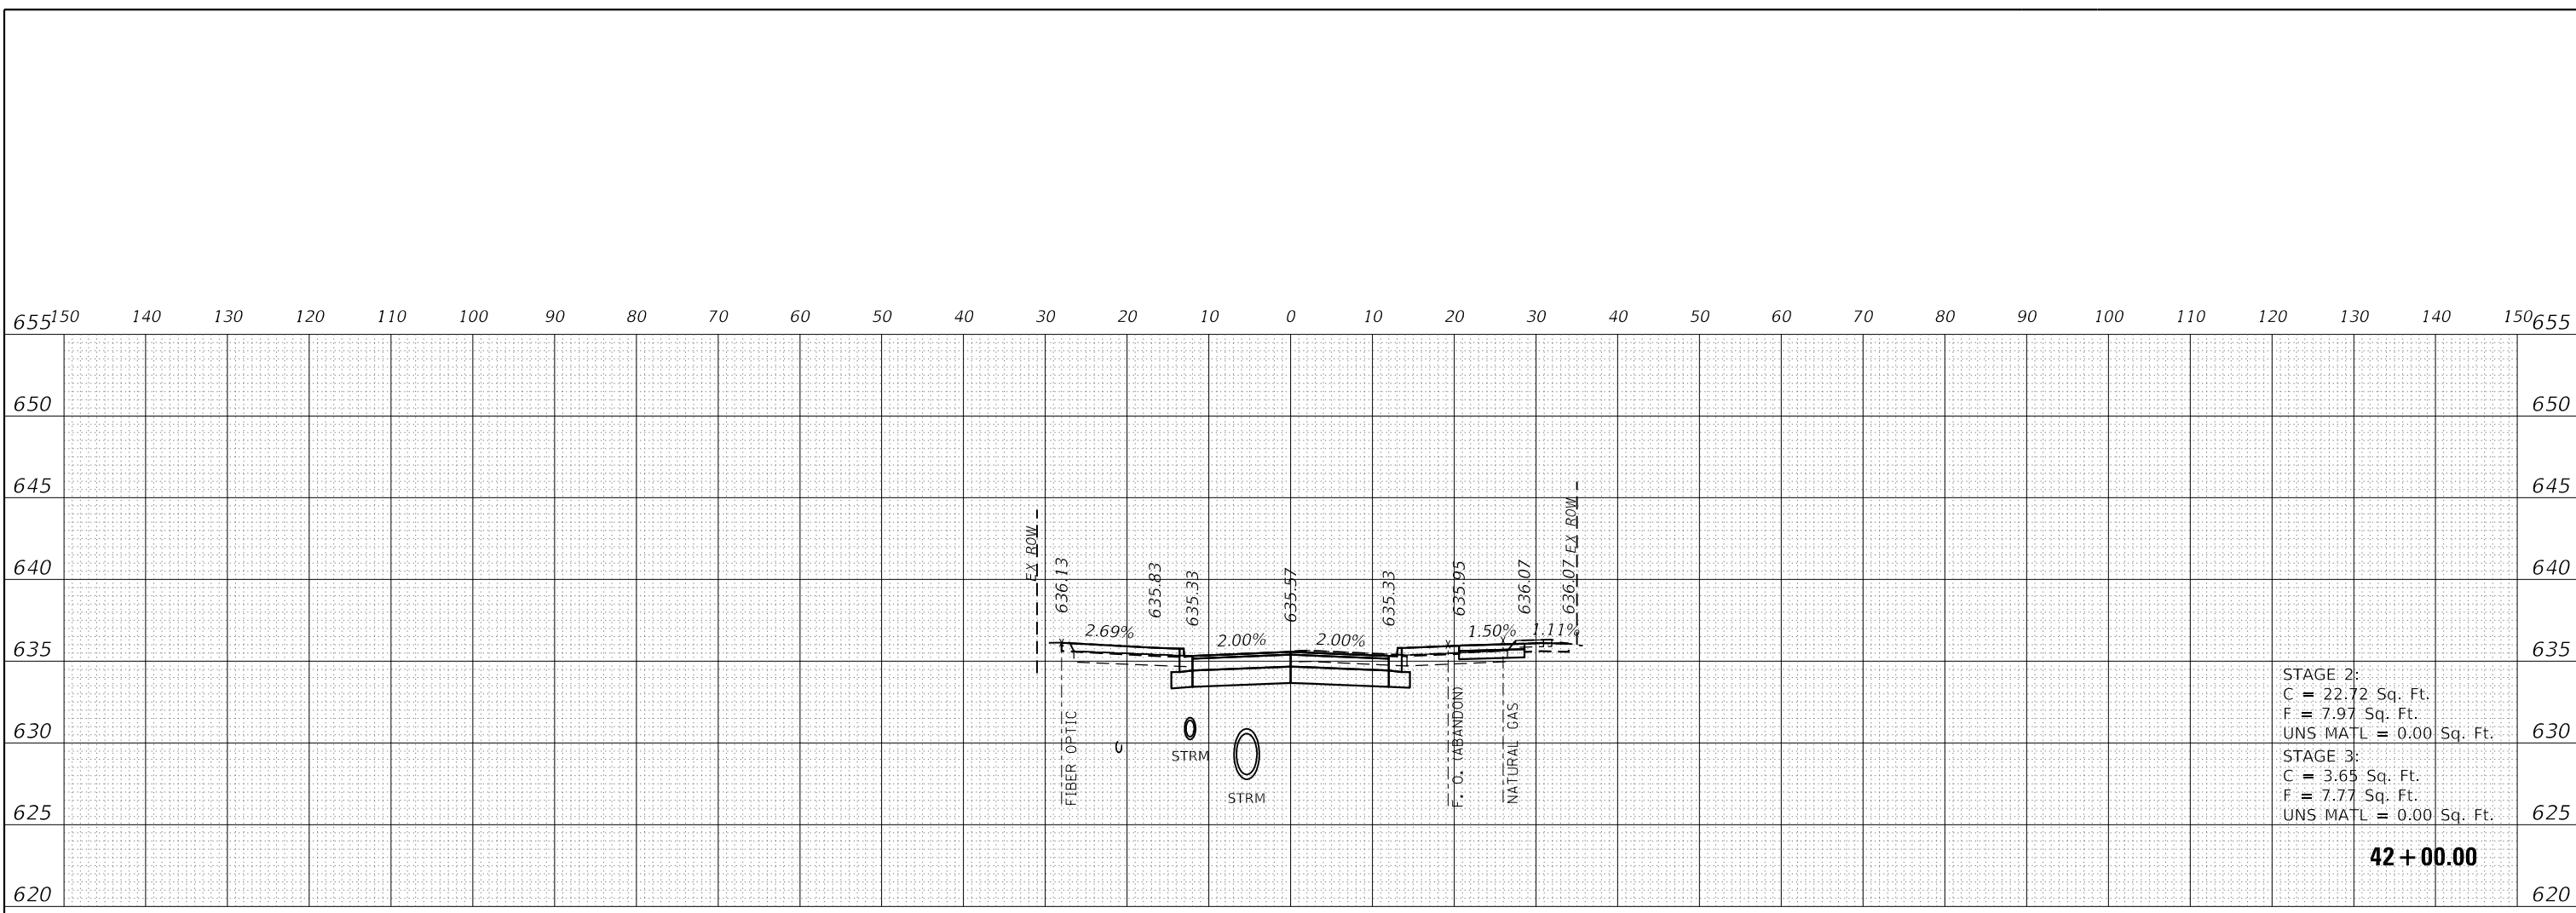 150 140 130 120 110 100 90 80 70 60 50 40 30 20 10 0 10 20 30 40 50 60 70 80 90 100 110 120 130 140 150
655 655
650 650
645 645
640 640
635 635
630 630
625 625
620 620
EX ROW
636.13
635.83
635.33
635.57
635.33
635.95
636.07
636.07
EX ROW
2.69%
2.00%
2.00%
1.50%
1.11%
FIBER OPTIC
STRM
STRM
F.O. (ABANDON)
NATURAL GAS
STAGE 2:
C = 22.72 Sq. Ft.
F = 7.97 Sq. Ft.
UNS MATL = 0.00 Sq. Ft.
STAGE 3:
C = 3.65 Sq. Ft.
F = 7.77 Sq. Ft.
UNS MATL = 0.00 Sq. Ft.
42+00.00